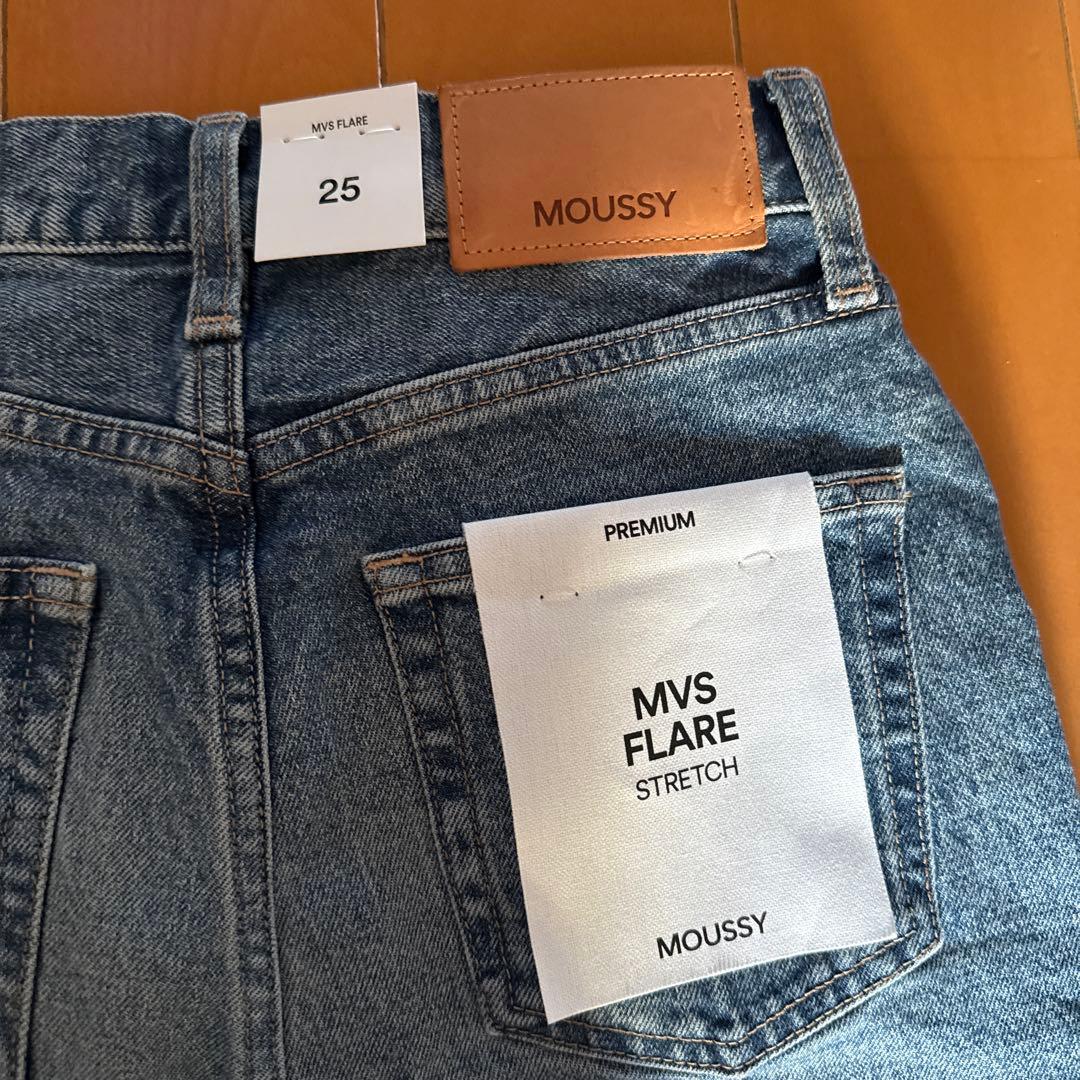 MVS FLARE
25
MOUSSY
PREMIUM
MVS
FLARE
STRETCH
MOUSSY